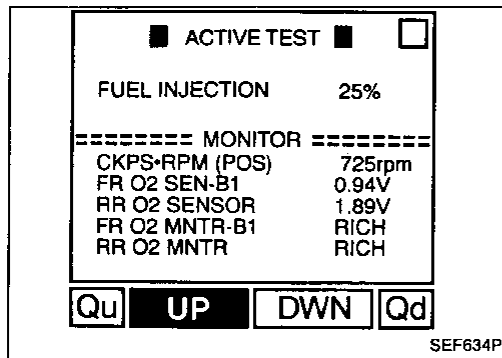 ACTIVE TEST
FUEL INJECTION 25%
======== MONITOR ========
CKPS•RPM (POS) 725rpm
FR O2 SEN-B1 0.94V
RR O2 SENSOR 1.89V
FR O2 MNTR-B1 RICH
RR O2 MNTR RICH
Qu UP DWN Qd
SEF634P